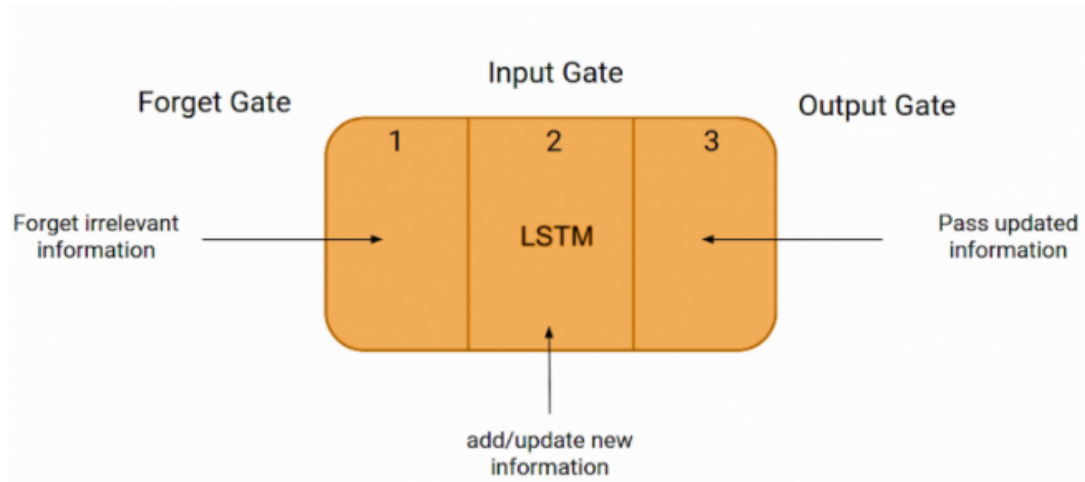 Input Gate
Forget Gate
Output Gate
1
2
3
Forget irrelevant
information
LSTM
Pass updated
information
add/update new
information